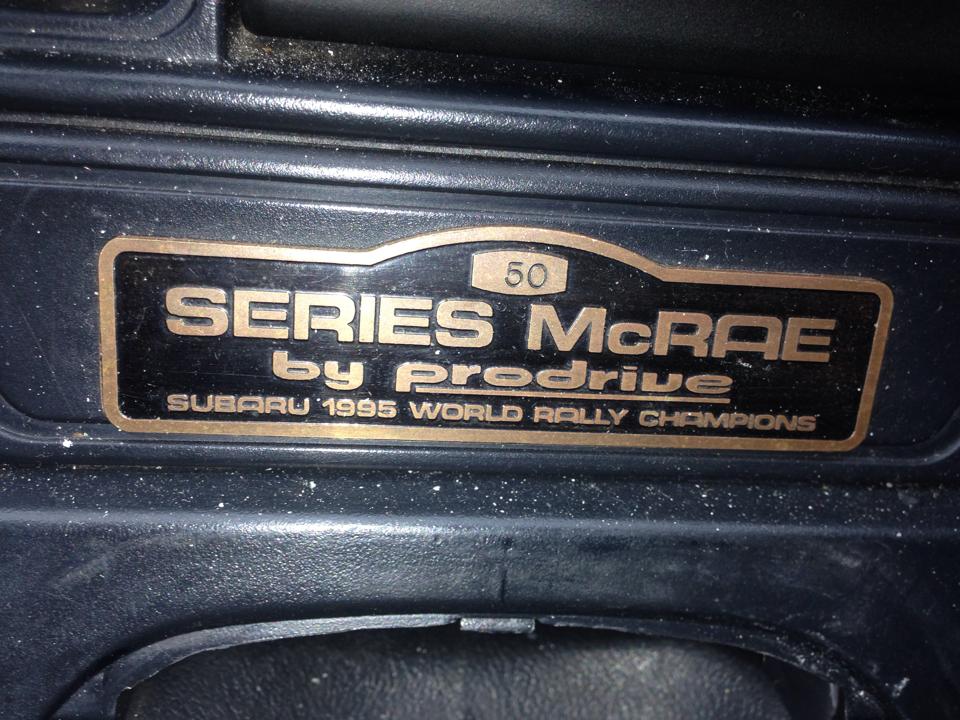 50
SERIES McRAE
by prodrive
SUBARU 1995 WORLD RALLY CHAMPIONS